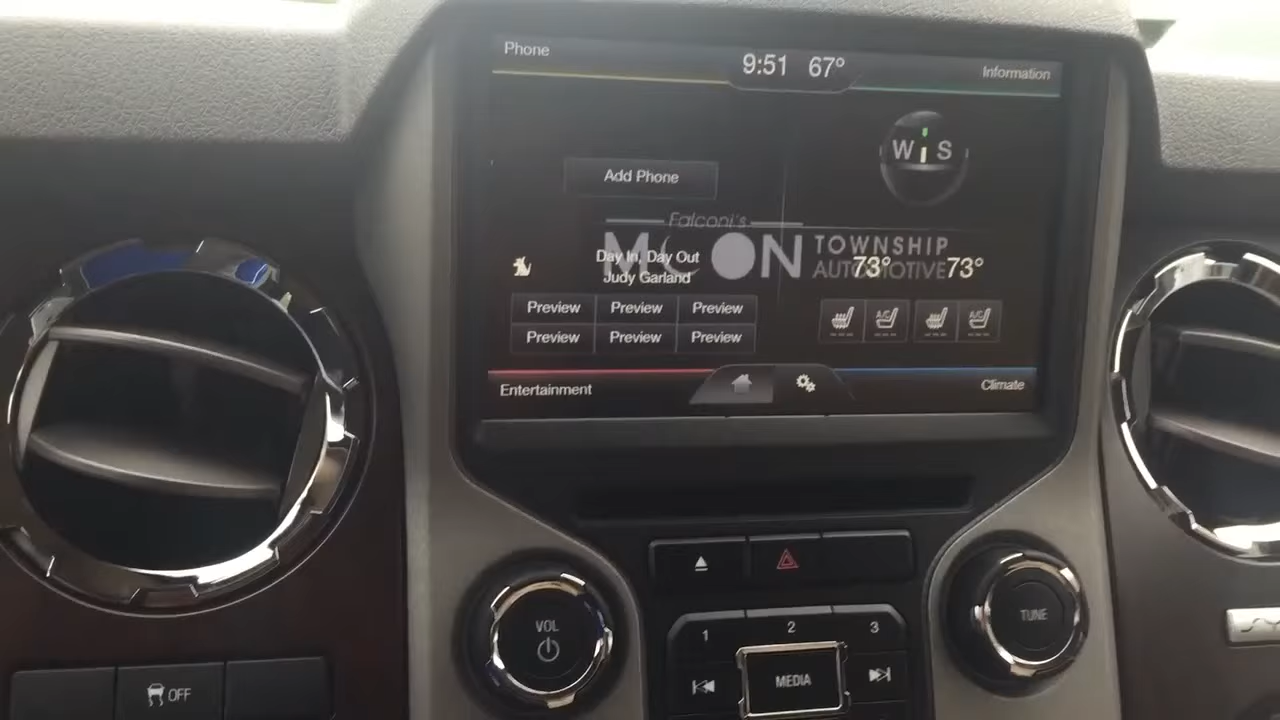 Phone
9:51 67°
Information
W i S
Add Phone
Falconi's
MOON TOWNSHIP
AUTOMOTIVE
Day In, Day Out
Judy Garland
73° 73°
Preview Preview Preview
A/C A/C
Preview Preview Preview
Entertainment
Climate
VOL
TUNE
1 2 3
MEDIA
OFF